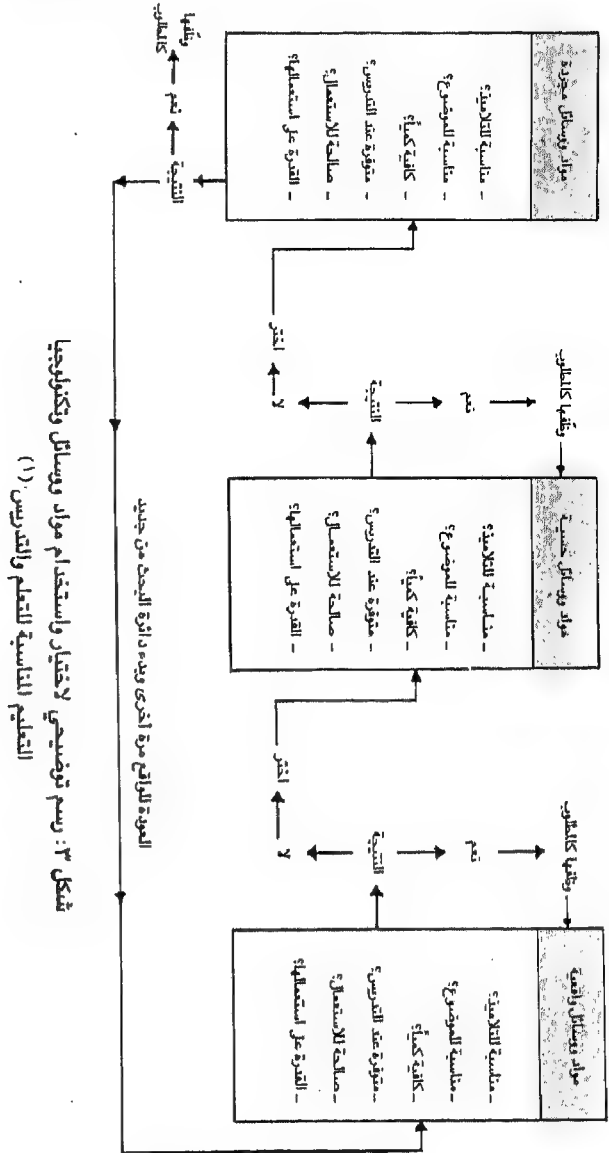 مواد ووسائل واقعية
- مناسبة للتلاميذ؟
- مناسبة للموضوع؟
- كافية كمياً؟
- متوفرة عند التدريس؟
- صالحة للاستعمال؟
- القدرة على استعمالها؟
وظفها كالمطلوب
نعم
النتيجة
لا
اختر
مواد ووسائل حسية
- مناسبة للتلاميذ؟
- مناسبة للموضوع؟
- كافية كمياً؟
- متوفرة عند التدريس؟
- صالحة للاستعمال؟
- القدرة على استعمالها؟
وظفها كالمطلوب
نعم
النتيجة
لا
اختر
مواد ووسائل مجردة
- مناسبة للتلاميذ؟
- مناسبة للموضوع؟
- كافية كمياً؟
- متوفرة عند التدريس؟
- صالحة للاستعمال؟
- القدرة على استعمالها؟
النتيجة
نعم
وظفها
كالمطلوب
العودة للواقع مرة أخرى وبدء دائرة البحث من جديد
شكل ٣: رسم توضيحي لاختيار واستخدام مواد ووسائل وتكنولوجيا
التعليم المناسبة للتعلم والتدريس.(١)